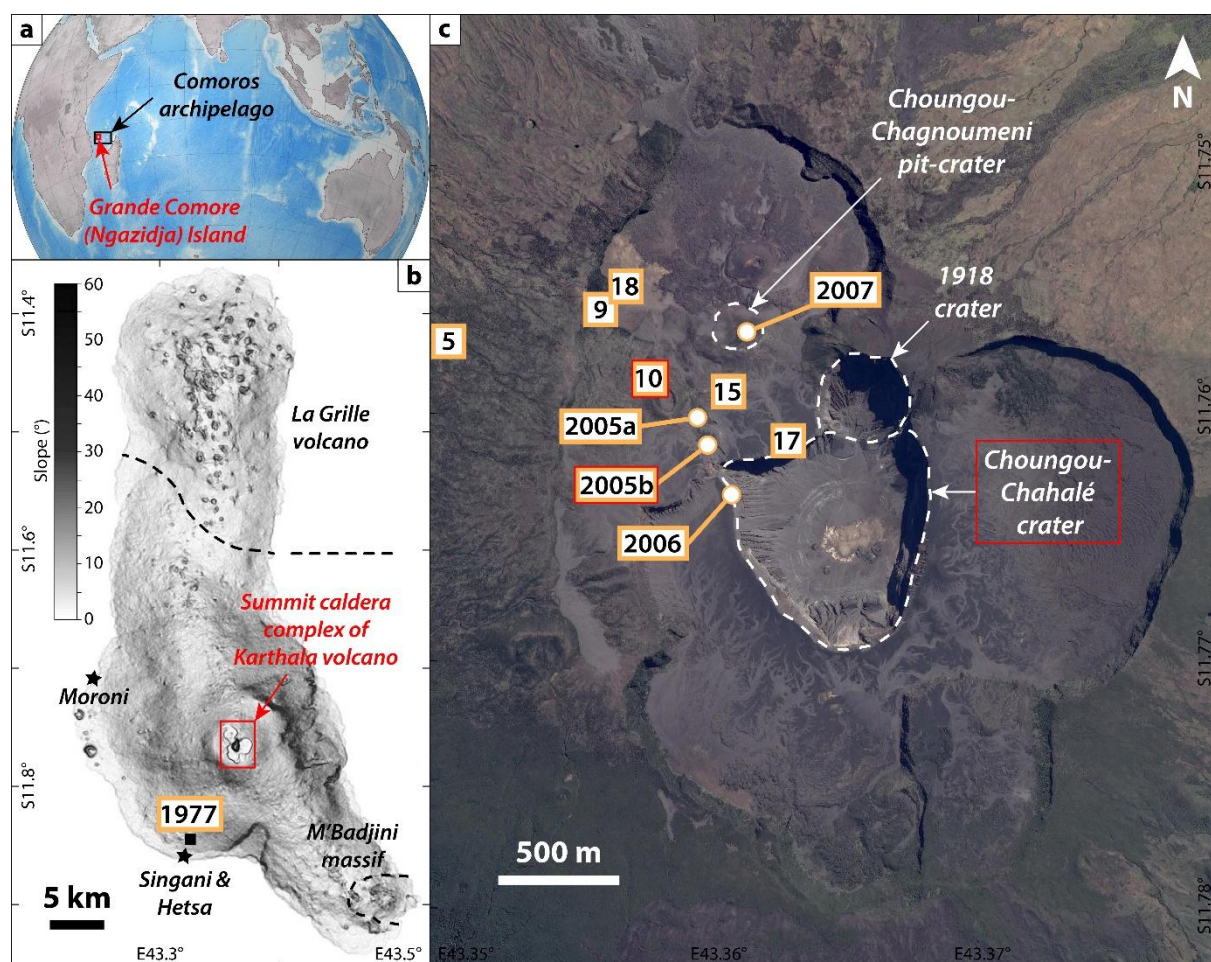 a
Comoros
archipelago
Grande Comore
(Ngazidja) Island
b
60
50
40
30
20
10
0
Slope (°)
S11.4°
S11.6°
S11.8°
La Grille
volcano
Summit caldera
complex of
Karthala volcano
Moroni
1977
Singani &
Hetsa
M'Badjini
massif
5 km
E43.3°
E43.5°
c
N
Choungou-
Chagnoumeni
pit-crater
1918
crater
2007
18
9
5
10
15
2005a
17
2005b
2006
Choungou-
Chahalé
crater
500 m
S11.75°
S11.76°
S11.77°
S11.78°
E43.35°
E43.36°
E43.37°